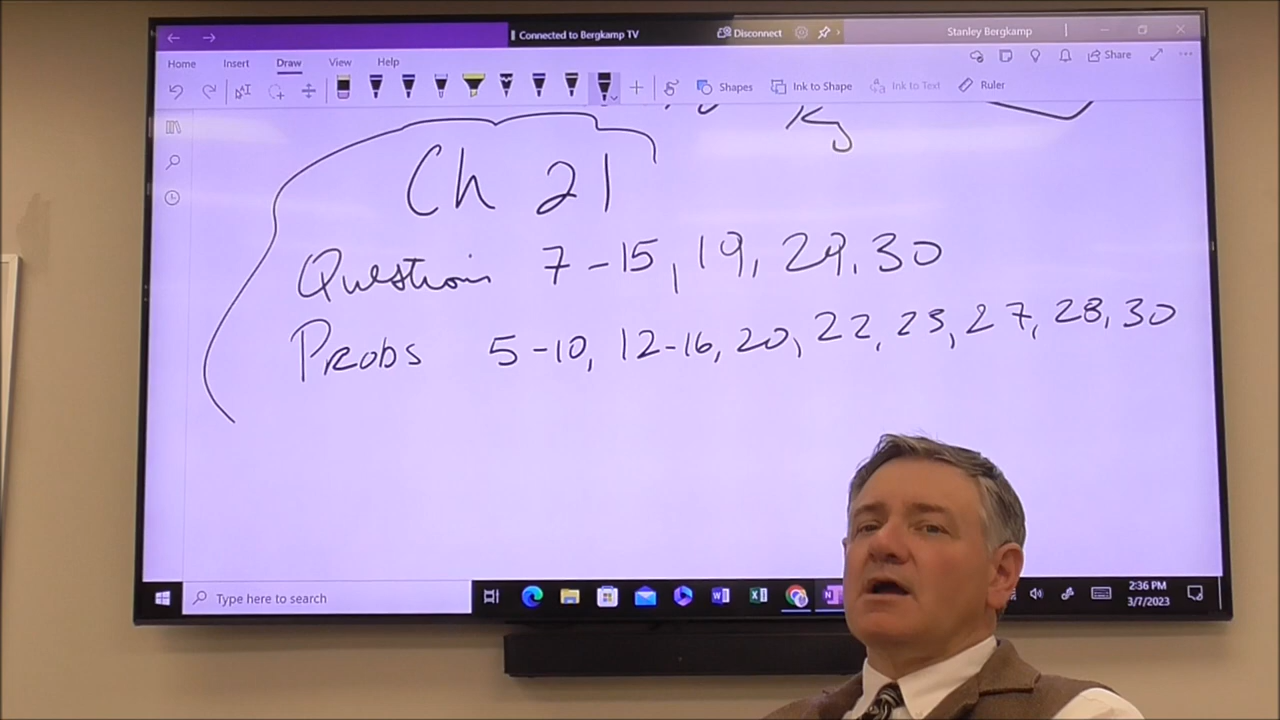 Connected to Bergkamp TV Disconnect Stanley Bergkamp
Home Insert Draw View Help Share
Shapes Ink to Shape Ink to Text Ruler
Kg
Ch 21
Questions 7-15, 19, 29, 30
Probs 5-10, 12-16, 20, 22, 23, 27, 28, 30
Type here to search
2:36 PM
3/7/2023